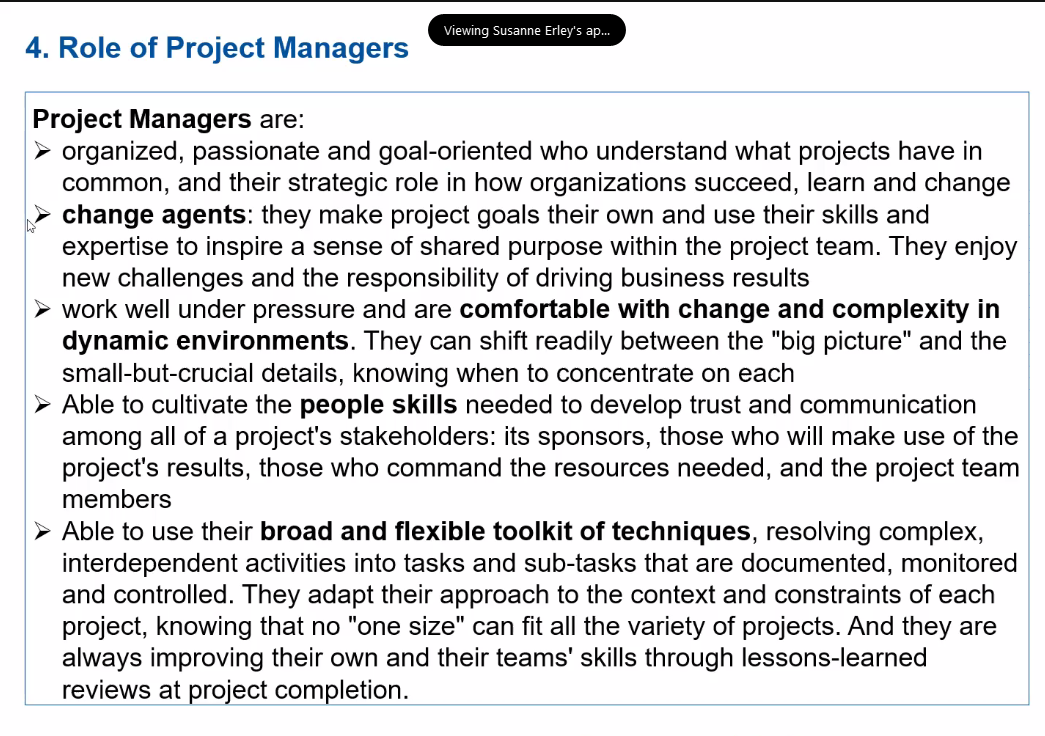 Viewing Susanne Erley's ap...
4. Role of Project Managers
Project Managers are:
➢ organized, passionate and goal-oriented who understand what projects have in
common, and their strategic role in how organizations succeed, learn and change
➢ change agents: they make project goals their own and use their skills and
expertise to inspire a sense of shared purpose within the project team. They enjoy
new challenges and the responsibility of driving business results
➢ work well under pressure and are comfortable with change and complexity in
dynamic environments. They can shift readily between the "big picture" and the
small-but-crucial details, knowing when to concentrate on each
➢ Able to cultivate the people skills needed to develop trust and communication
among all of a project's stakeholders: its sponsors, those who will make use of the
project's results, those who command the resources needed, and the project team
members
➢ Able to use their broad and flexible toolkit of techniques, resolving complex,
interdependent activities into tasks and sub-tasks that are documented, monitored
and controlled. They adapt their approach to the context and constraints of each
project, knowing that no "one size" can fit all the variety of projects. And they are
always improving their own and their teams' skills through lessons-learned
reviews at project completion.